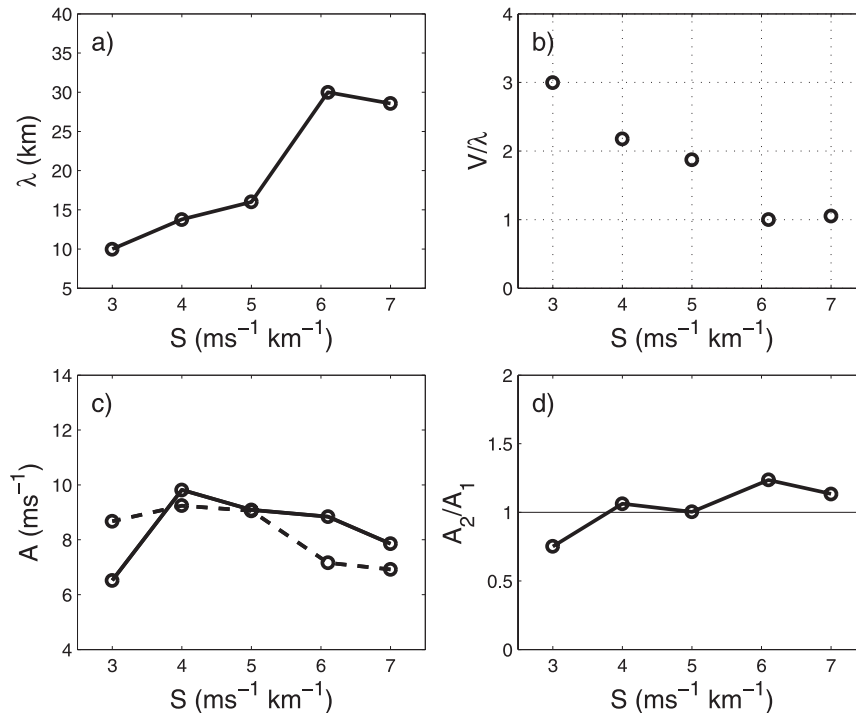 a)
40
35
30
25
20
15
10
5
λ (km)
3 4 5 6 7
S (ms⁻¹ km⁻¹)
b)
4
3
2
1
0
V/λ
3 4 5 6 7
S (ms⁻¹ km⁻¹)
c)
14
12
10
8
6
4
A (ms⁻¹)
3 4 5 6 7
S (ms⁻¹ km⁻¹)
d)
2
1.5
1
0.5
0
A₂/A₁
3 4 5 6 7
S (ms⁻¹ km⁻¹)